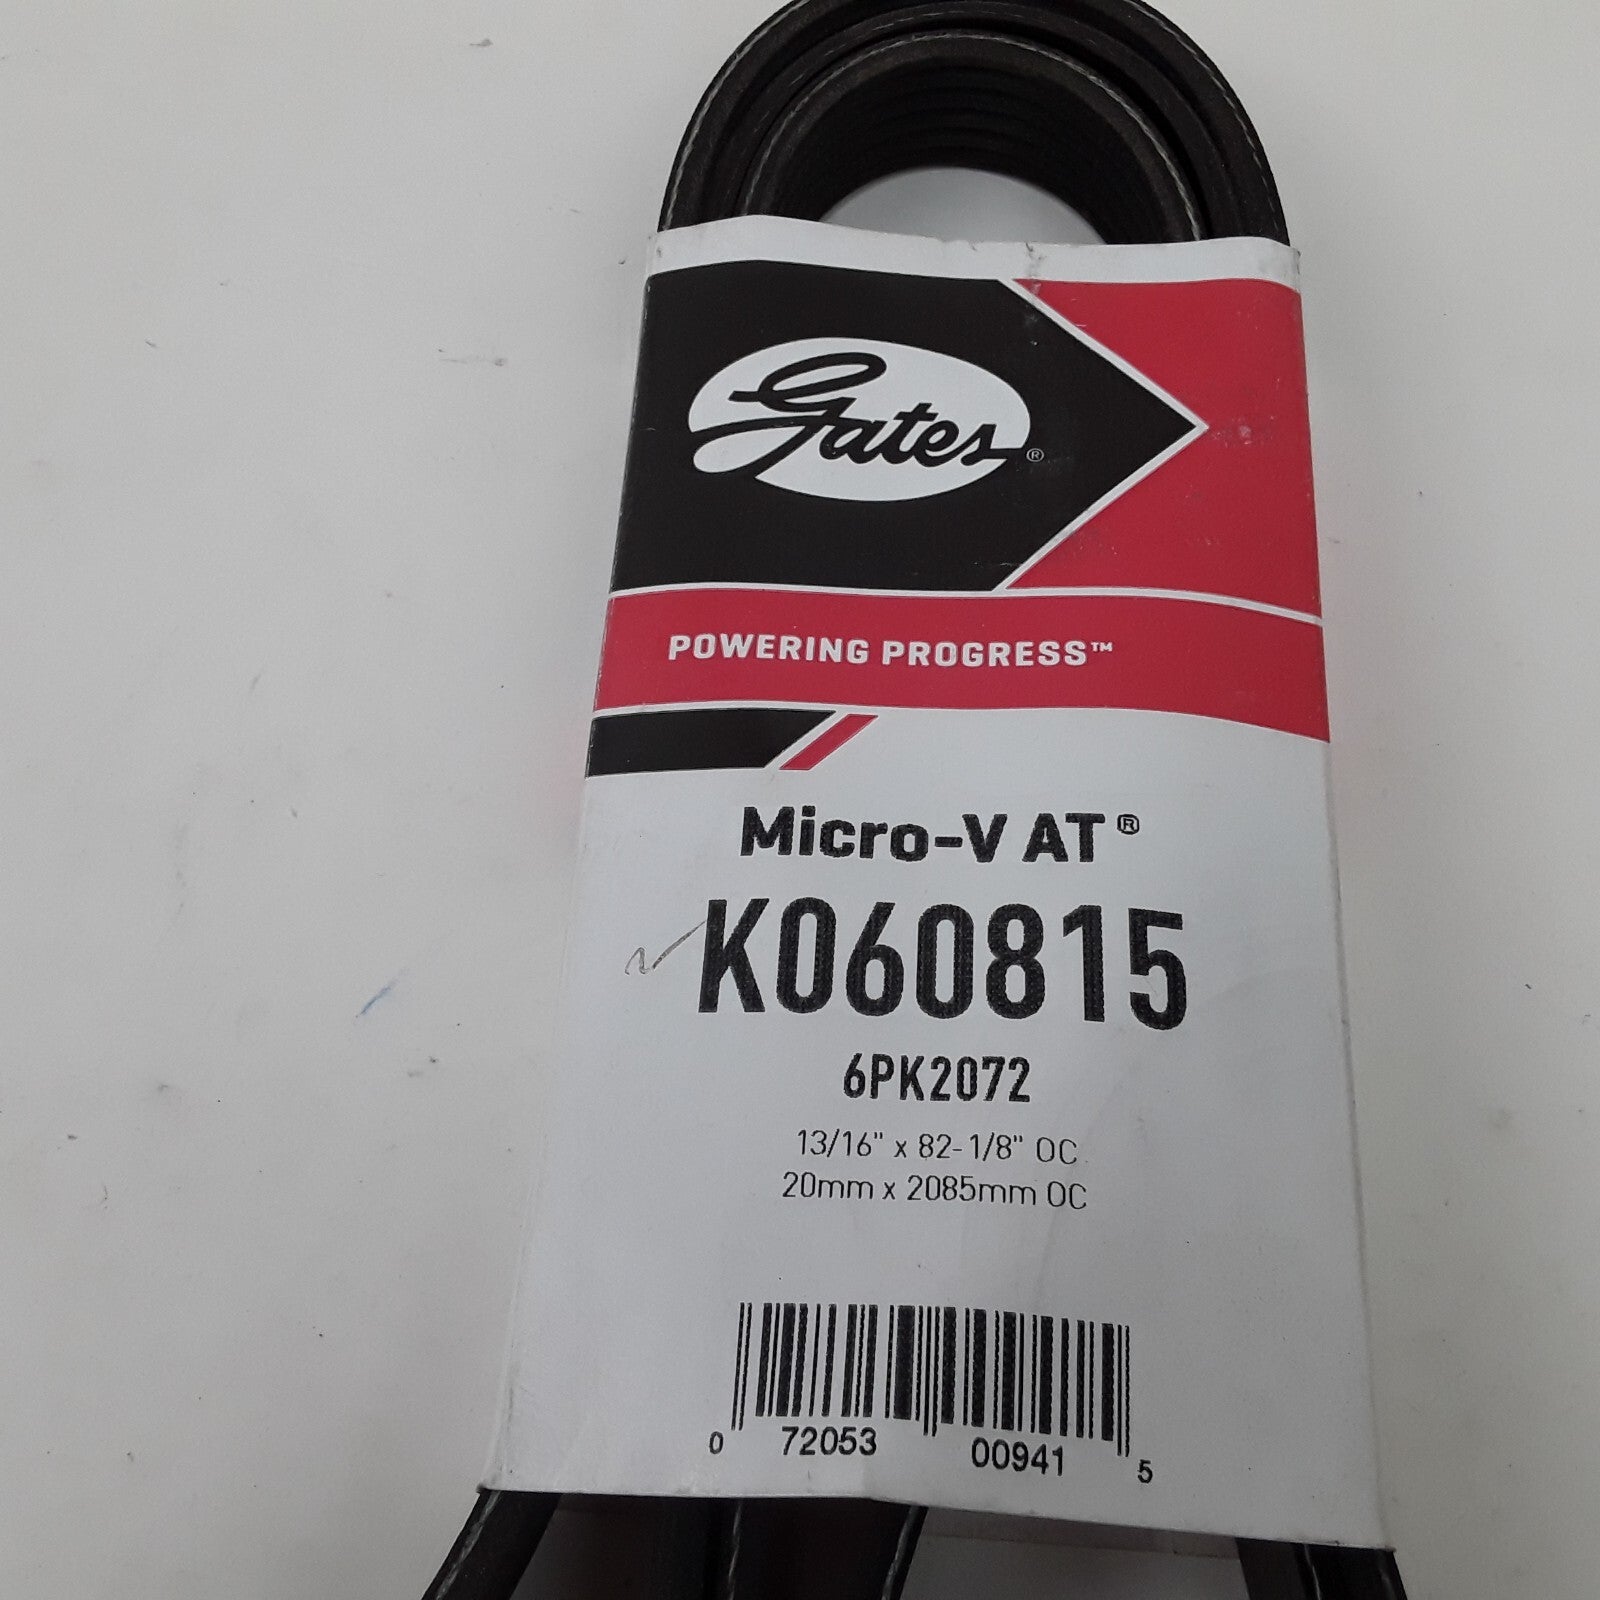 Gates®
POWERING PROGRESS™
Micro-V AT®
K060815
6PK2072
13/16" x 82-1/8" OC
20mm x 2085mm OC
0 72053 00941 5